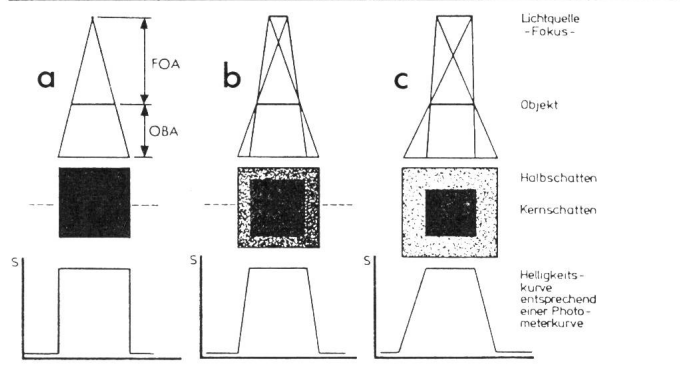 a
FOA
OBA
b
c
Lichtquelle
-Fokus-
Objekt
Halbschatten
Kernschatten
S
S
S
Helligkeits-
kurve
entsprechend
einer Photo-
meterkurve